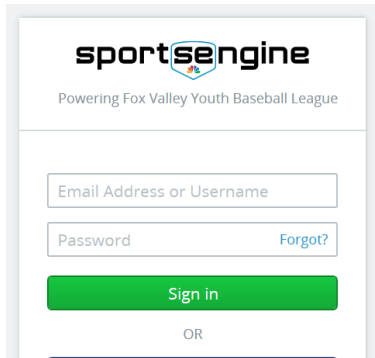 sportsengine
Powering Fox Valley Youth Baseball League
Email Address or Username
Password Forgot?
Sign in
OR